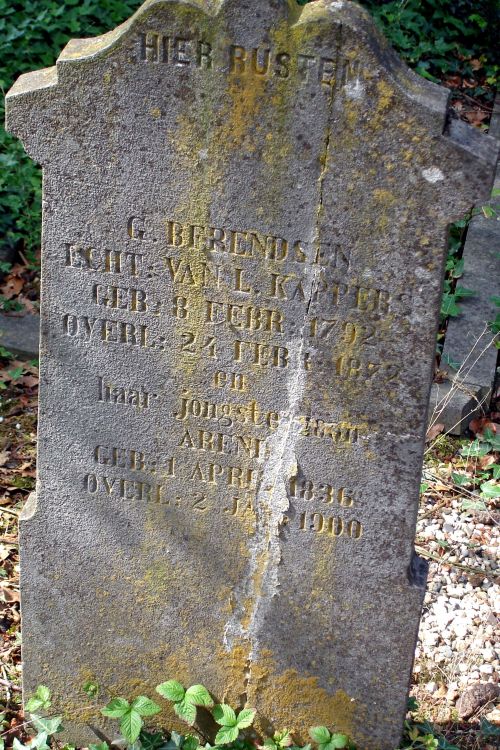 HIER RUSTEN
G. BERENDSEN
ECHT: VAN L. KAPPERS
GEB: 8 FEBR: 1792
OVERL: 24 FEBR: 1872
en
haar jongste zoon
AREND
GEB: 1 APRIL 1836
OVERL: 2 JAN: 1900